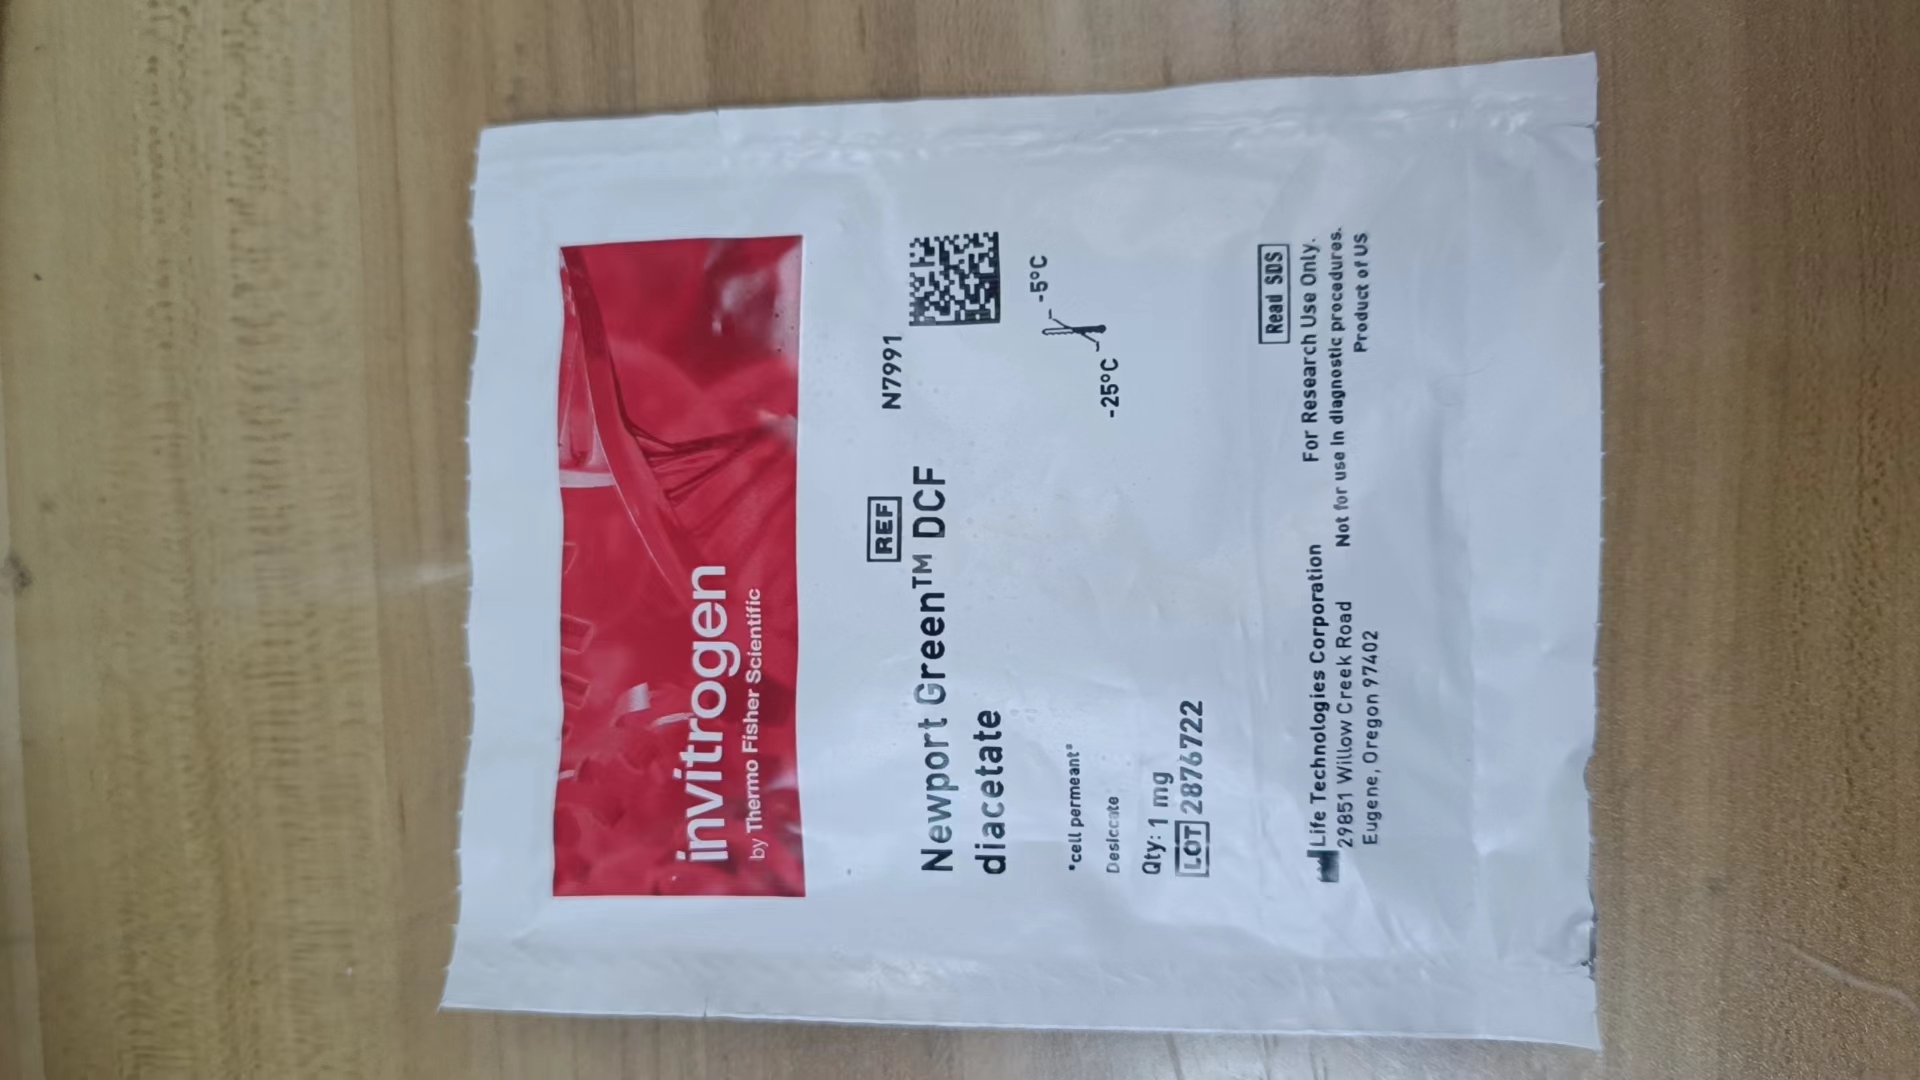 invitrogen
by Thermo Fisher Scientific
REF N7991
Newport Green™ DCF
diacetate
-5°C
-25°C
*cell permeant*
Desiccate
Qty: 1 mg
LOT 2876722
Read SDS
Life Technologies Corporation
29851 Willow Creek Road
Eugene, Oregon 97402
For Research Use Only.
Not for use in diagnostic procedures.
Product of US